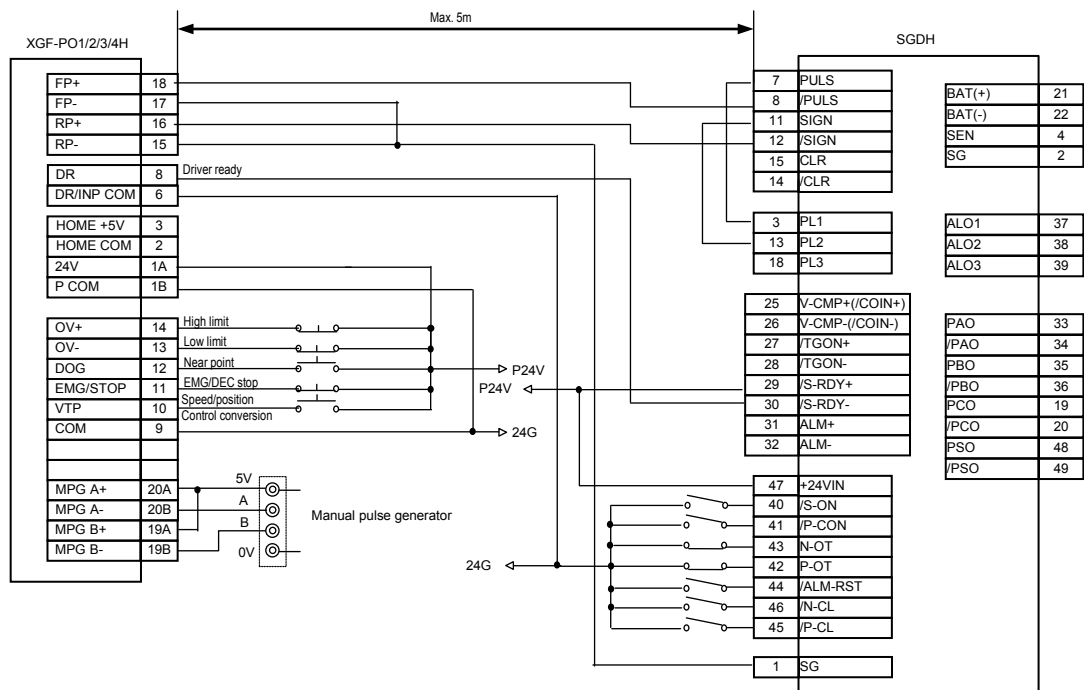 Max. 5m
XGF-PO1/2/3/4H
SGDH
FP+ 18
FP- 17
RP+ 16
RP- 15
DR 8 Driver ready
DR/INP COM 6
HOME +5V 3
HOME COM 2
24V 1A
P COM 1B
OV+ 14 High limit
OV- 13 Low limit
DOG 12 Near point
EMG/STOP 11 EMG/DEC stop
VTP 10 Speed/position
Control conversion
COM 9
P24V
24G
MPG A+ 20A
MPG A- 20B
MPG B+ 19A
MPG B- 19B
5V
A
B
0V
Manual pulse generator
P24V
24G
7 PULS
8 /PULS
11 SIGN
12 /SIGN
15 CLR
14 /CLR
3 PL1
13 PL2
18 PL3
25 V-CMP+(/COIN+)
26 V-CMP-(/COIN-)
27 /TGON+
28 /TGON-
29 /S-RDY+
30 /S-RDY-
31 ALM+
32 ALM-
47 +24VIN
40 /S-ON
41 /P-CON
43 N-OT
42 P-OT
44 /ALM-RST
46 /N-CL
45 /P-CL
1 SG
BAT(+) 21
BAT(-) 22
SEN 4
SG 2
ALO1 37
ALO2 38
ALO3 39
PAO 33
/PAO 34
PBO 35
/PBO 36
PCO 19
/PCO 20
PSO 48
/PSO 49